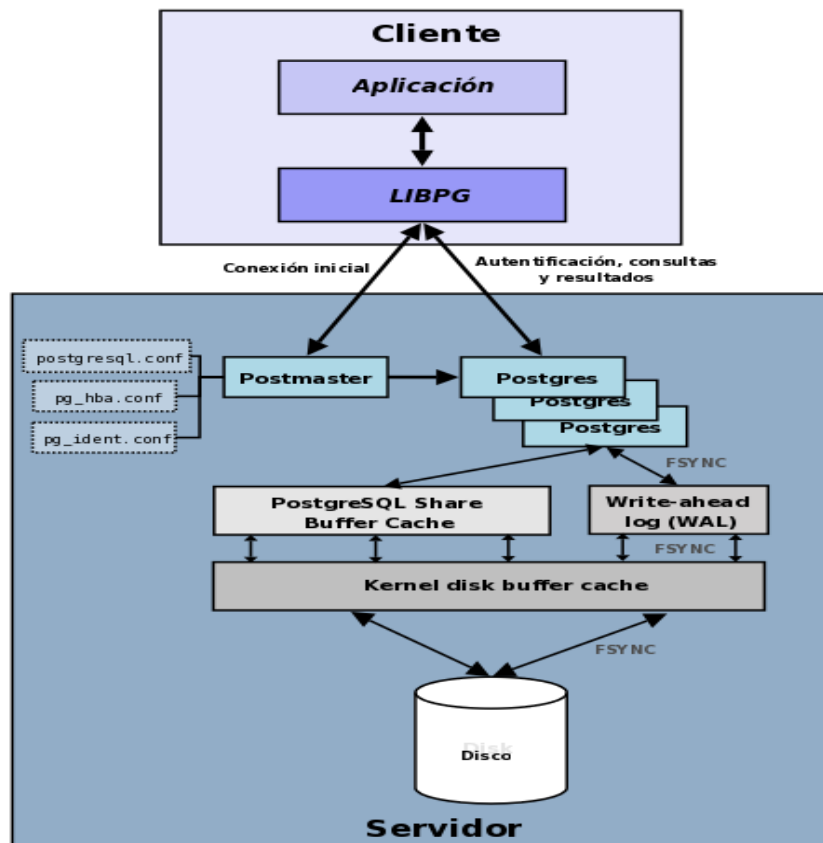 Cliente
Aplicación
LIBPG
Conexión inicial
Autentificación, consultas
y resultados
postgresql.conf
pg_hba.conf
pg_ident.conf
Postmaster
Postgres
Postgres
Postgres
FSYNC
PostgreSQL Share
Buffer Cache
Write-ahead
log (WAL)
FSYNC
Kernel disk buffer cache
FSYNC
Disk
Disco
Servidor